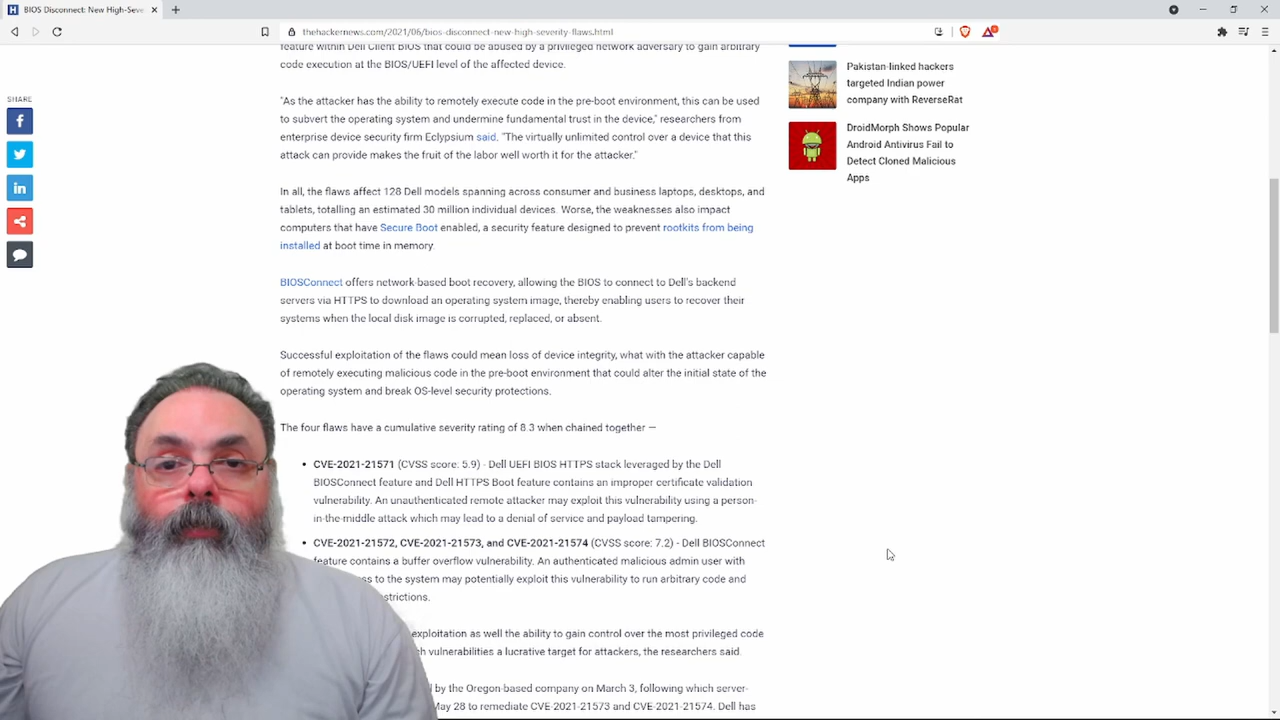 BIOS Disconnect: New High-Seve
thehackernews.com/2021/06/bios-disconnect-new-high-severity-flaws.html
SHARE
feature within Dell Client BIOS that could be abused by a privileged network adversary to gain arbitrary
code execution at the BIOS/UEFI level of the affected device.
"As the attacker has the ability to remotely execute code in the pre-boot environment, this can be used
to subvert the operating system and undermine fundamental trust in the device," researchers from
enterprise device security firm Eclypsium said. "The virtually unlimited control over a device that this
attack can provide makes the fruit of the labor well worth it for the attacker."
In all, the flaws affect 128 Dell models spanning across consumer and business laptops, desktops, and
tablets, totalling an estimated 30 million individual devices. Worse, the weaknesses also impact
computers that have Secure Boot enabled, a security feature designed to prevent rootkits from being
installed at boot time in memory.
BIOSConnect offers network-based boot recovery, allowing the BIOS to connect to Dell's backend
servers via HTTPS to download an operating system image, thereby enabling users to recover their
systems when the local disk image is corrupted, replaced, or absent.
Successful exploitation of the flaws could mean loss of device integrity, what with the attacker capable
of remotely executing malicious code in the pre-boot environment that could alter the initial state of the
operating system and break OS-level security protections.
The four flaws have a cumulative severity rating of 8.3 when chained together —
• CVE-2021-21571 (CVSS score: 5.9) - Dell UEFI BIOS HTTPS stack leveraged by the Dell
BIOSConnect feature and Dell HTTPS Boot feature contains an improper certificate validation
vulnerability. An unauthenticated remote attacker may exploit this vulnerability using a person-
in-the-middle attack which may lead to a denial of service and payload tampering.
• CVE-2021-21572, CVE-2021-21573, and CVE-2021-21574 (CVSS score: 7.2) - Dell BIOSConnect
feature contains a buffer overflow vulnerability. An authenticated malicious admin user with
to the system may potentially exploit this vulnerability to run arbitrary code and
exploitation as well the ability to gain control over the most privileged code
vulnerabilities a lucrative target for attackers, the researchers said.
by the Oregon-based company on March 3, following which server-
May 28 to remediate CVE-2021-21573 and CVE-2021-21574. Dell has
Pakistan-linked hackers
targeted Indian power
company with ReverseRat
DroidMorph Shows Popular
Android Antivirus Fail to
Detect Cloned Malicious
Apps